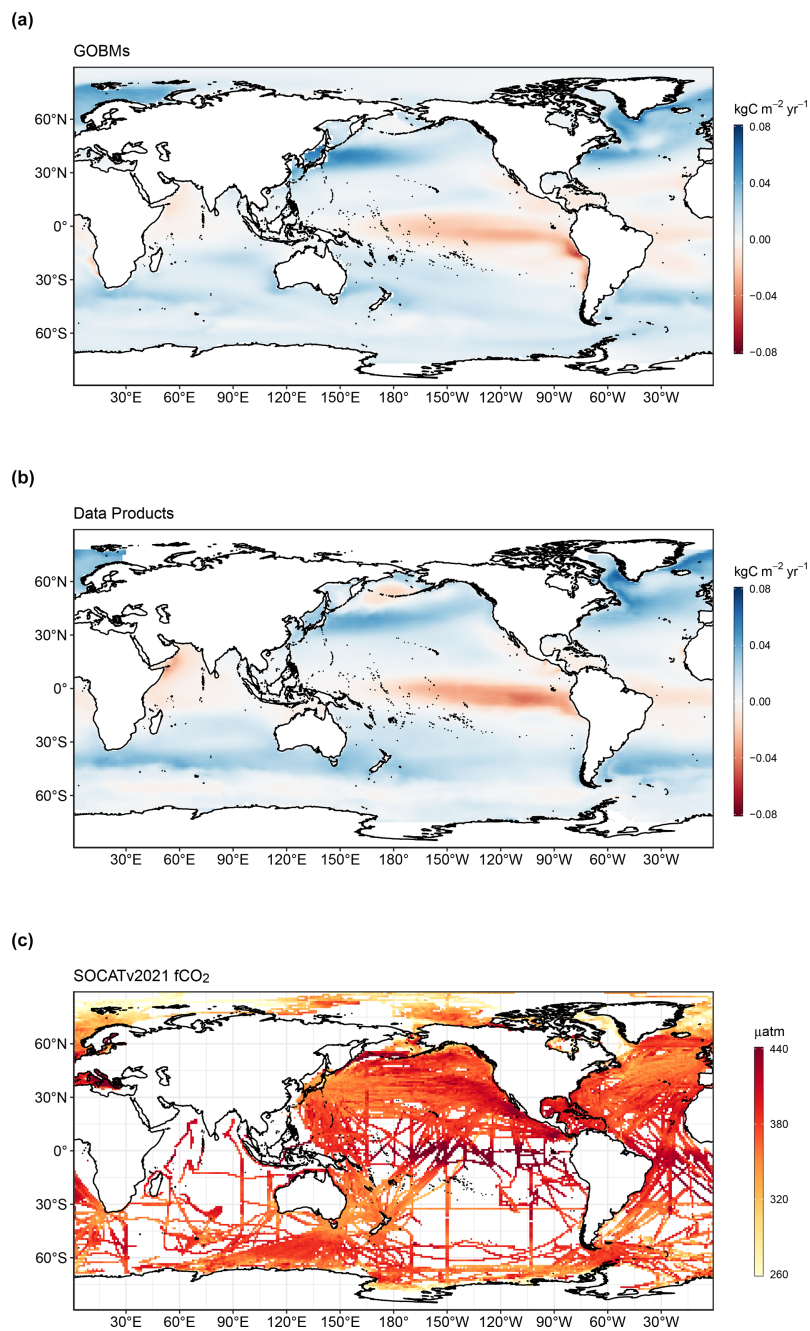 (a)
GOBMs
kgC m⁻² yr⁻¹
0.08
0.04
0.00
−0.04
−0.08
60°N
30°N
0°
30°S
60°S
30°E 60°E 90°E 120°E 150°E 180° 150°W 120°W 90°W 60°W 30°W
(b)
Data Products
kgC m⁻² yr⁻¹
0.08
0.04
0.00
−0.04
−0.08
60°N
30°N
0°
30°S
60°S
30°E 60°E 90°E 120°E 150°E 180° 150°W 120°W 90°W 60°W 30°W
(c)
SOCATv2021 fCO₂
μatm
440
380
320
260
60°N
30°N
0°
30°S
60°S
30°E 60°E 90°E 120°E 150°E 180° 150°W 120°W 90°W 60°W 30°W